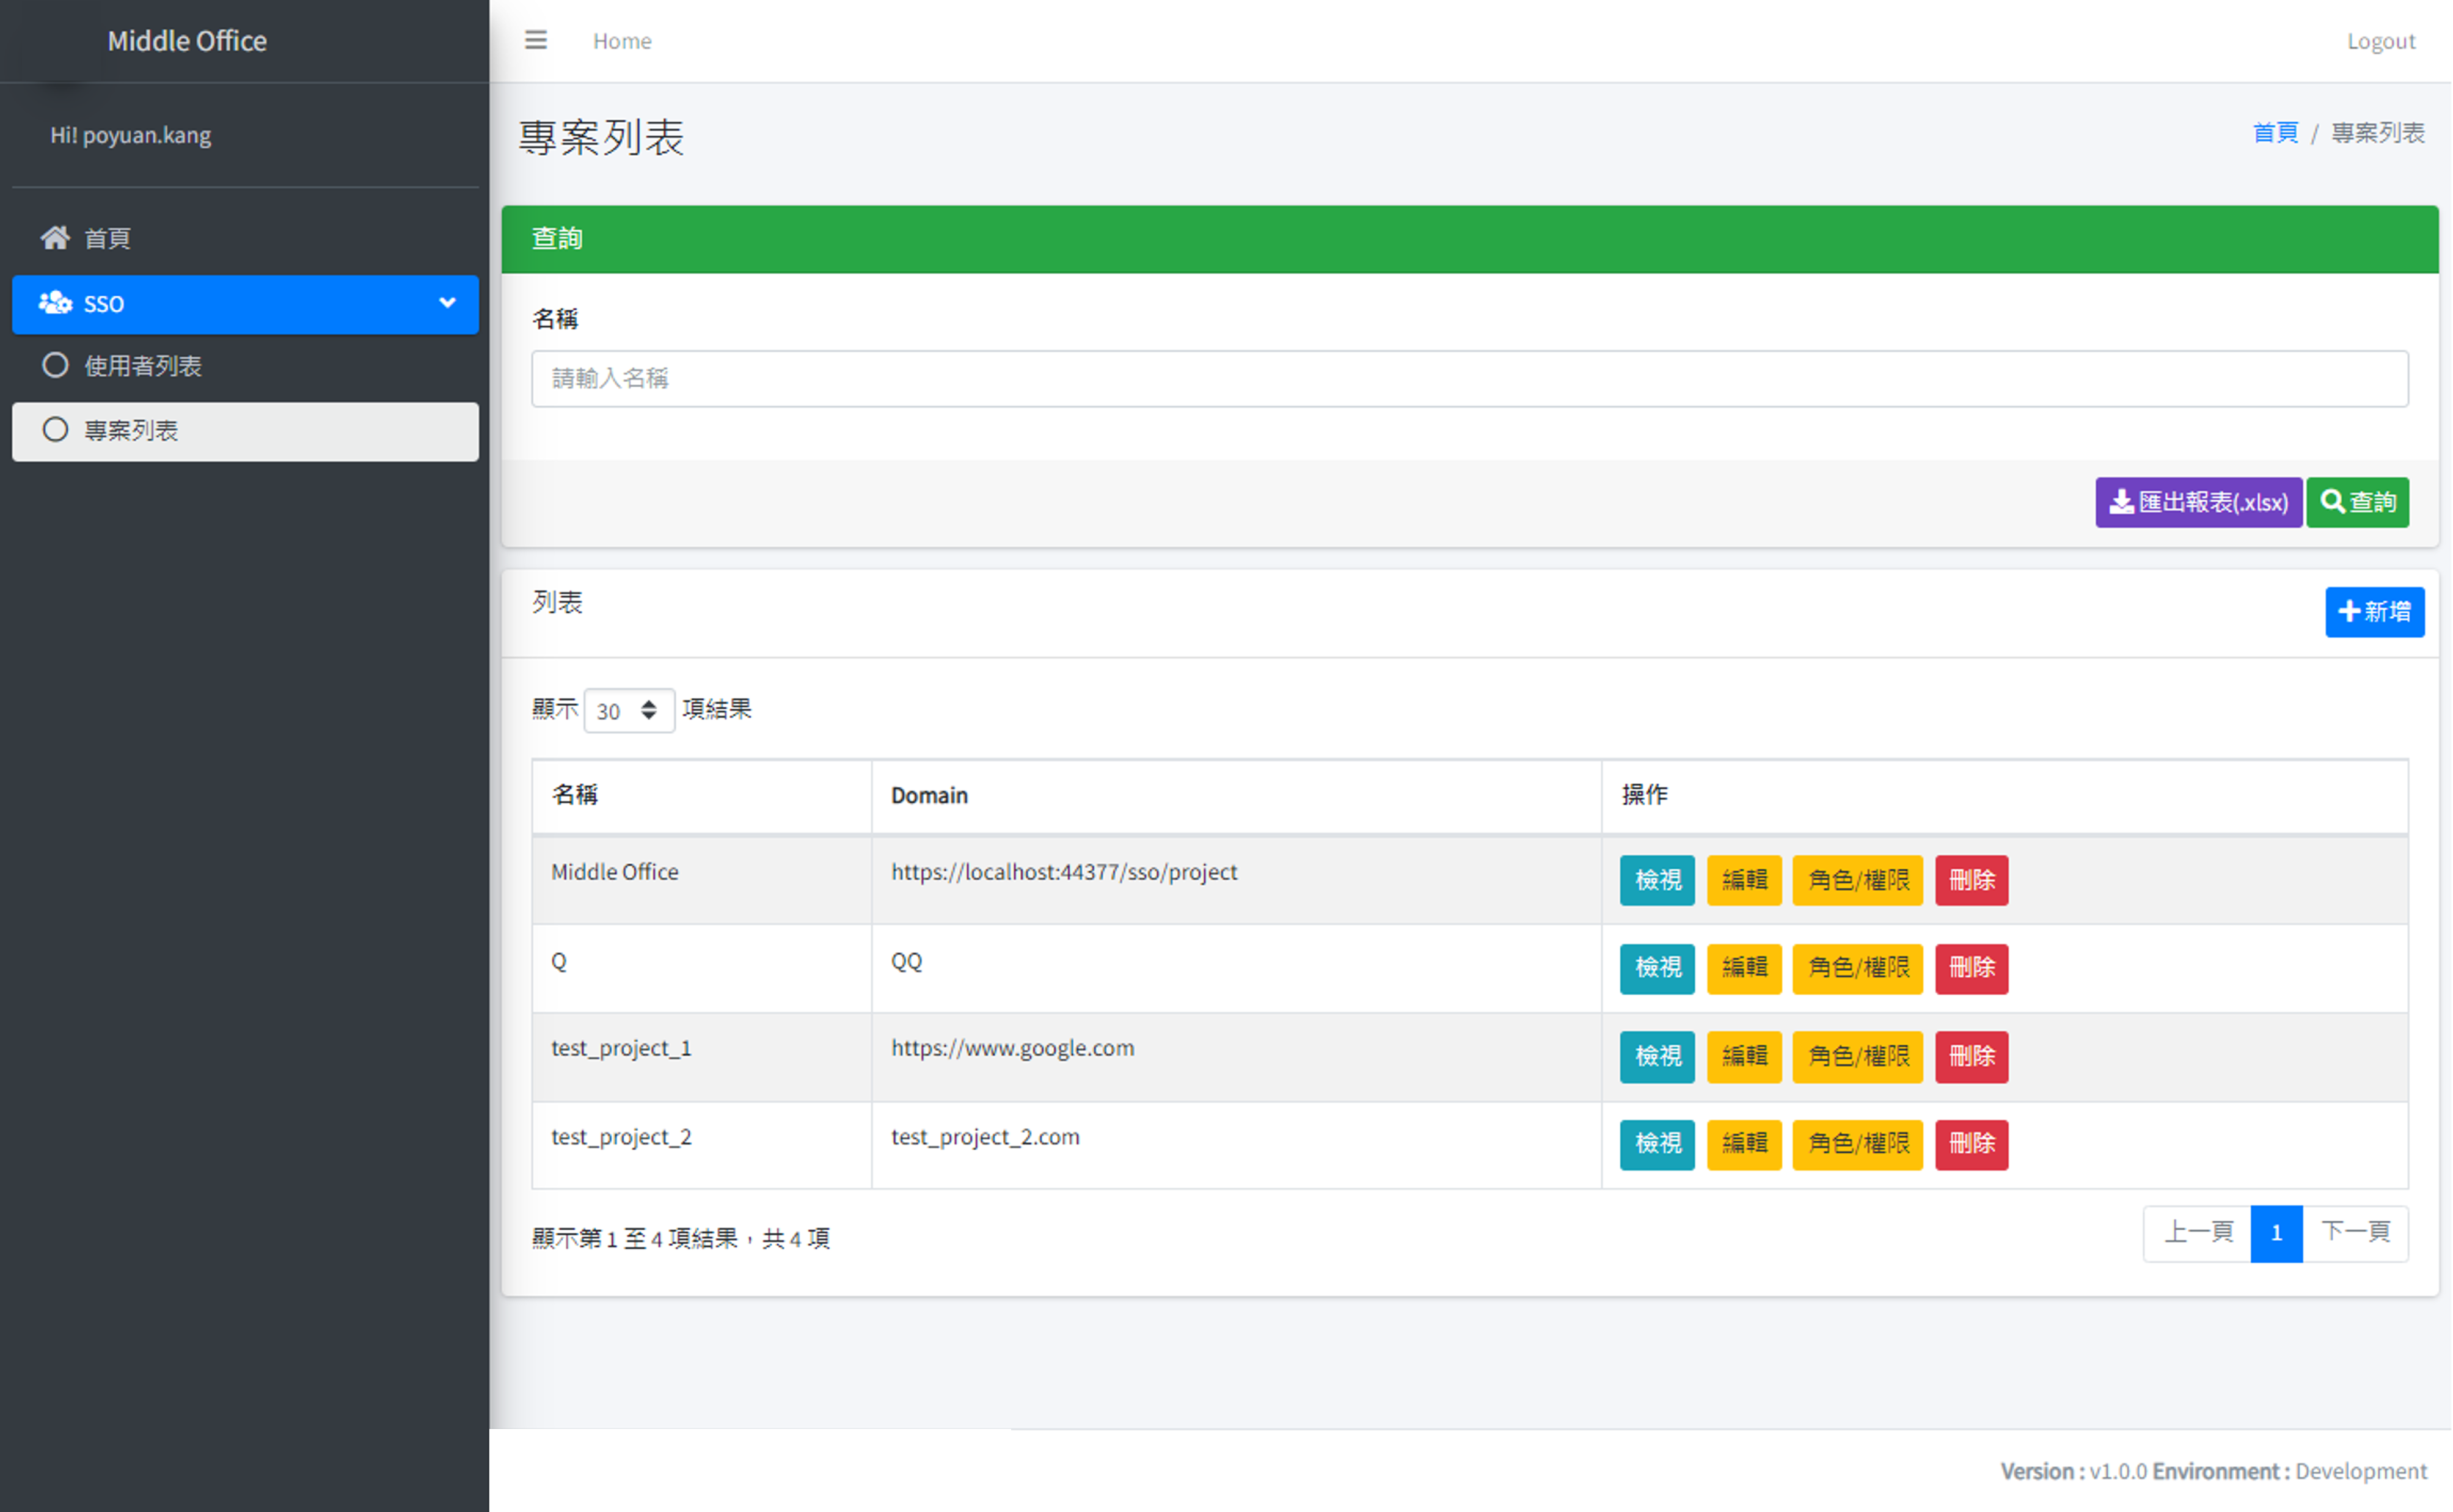 Middle Office
Home
Logout
Hi! poyuan.kang
首頁
SSO
使用者列表
專案列表
專案列表
首頁 / 專案列表
查詢
名稱
請輸入名稱
匯出報表(.xlsx)
查詢
列表
新增
顯示 30 項結果
名稱 Domain 操作
Middle Office https://localhost:44377/sso/project 檢視 編輯 角色/權限 刪除
Q QQ 檢視 編輯 角色/權限 刪除
test_project_1 https://www.google.com 檢視 編輯 角色/權限 刪除
test_project_2 test_project_2.com 檢視 編輯 角色/權限 刪除
顯示第 1 至 4 項結果，共 4 項
上一頁 1 下一頁
Version : v1.0.0 Environment : Development